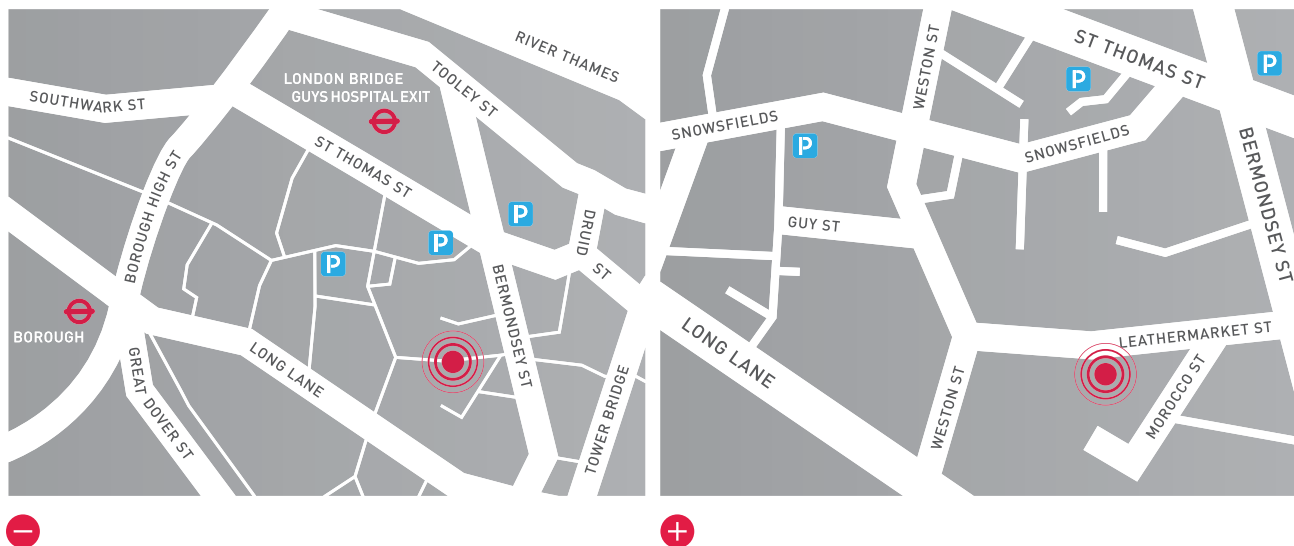 RIVER THAMES
LONDON BRIDGE
GUYS HOSPITAL EXIT
TOOLEY ST
SOUTHWARK ST
ST THOMAS ST
BOROUGH HIGH ST
P
P
P
DRUID ST
BERMONDSEY ST
BOROUGH
LONG LANE
GREAT DOVER ST
TOWER BRIDGE
WESTON ST
ST THOMAS ST
P
P
SNOWSFIELDS
P
SNOWSFIELDS
BERMONDSEY ST
GUY ST
LONG LANE
LEATHERMARKET ST
WESTON ST
MOROCCO ST